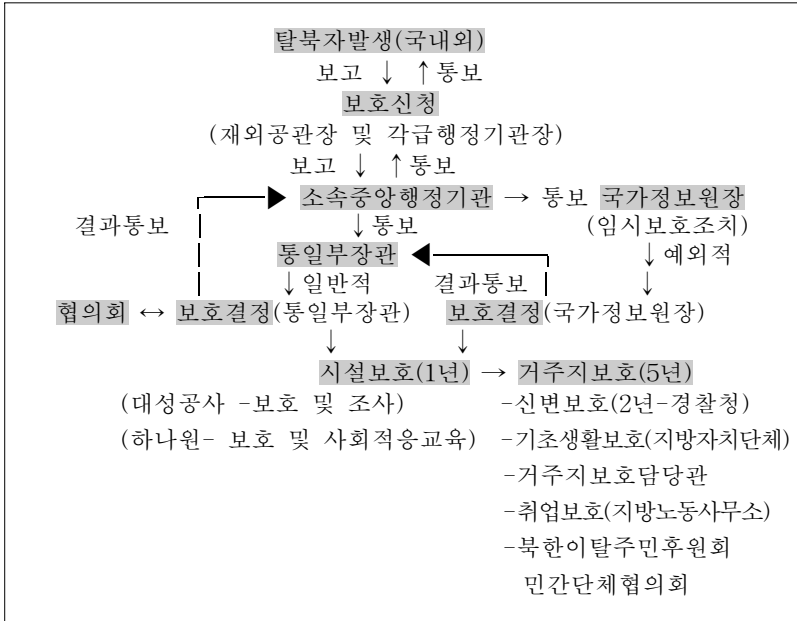 탈북자발생(국내외)
보고 ↓ ↑통보
보호신청
(재외공관장 및 각급행정기관장)
보고 ↓ ↑통보
소속중앙행정기관 → 통보 국가정보원장
결과통보 ↓통보 (임시보호조치)
통일부장관 ↓예외적
↓일반적 결과통보 ↓
협의회 ↔ 보호결정(통일부장관) 보호결정(국가정보원장)
↓ ↓
시설보호(1년) → 거주지보호(5년)
(대성공사 -보호 및 조사) -신변보호(2년-경찰청)
(하나원- 보호 및 사회적응교육) -기초생활보호(지방자치단체)
-거주지보호담당관
-취업보호(지방노동사무소)
-북한이탈주민후원회
민간단체협의회